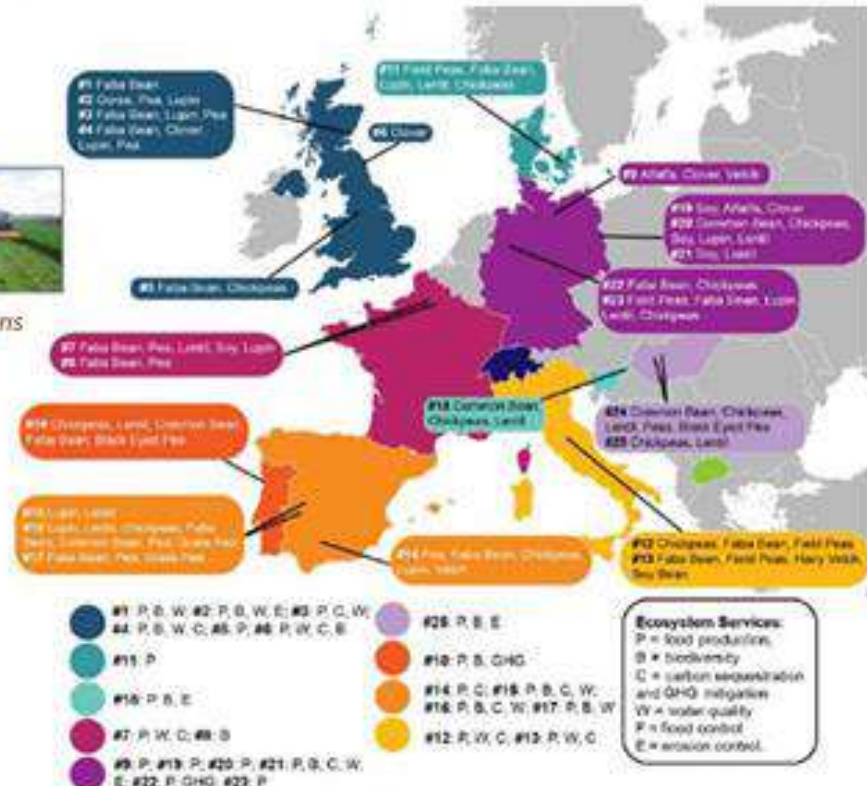 #1 Faba Bean
#2 Gorse, Pea, Lupin
#3 Faba Bean, Lupin, Pea
#4 Faba Bean, Clover,
Lupin, Pea
#11 Field Peas, Faba Bean,
Lupin, Lentil, Chickpeas
#6 Clover
#9 Alfalfa, Clover, Vetch
#19 Soy, Alfalfa, Clover
#20 Common Bean, Chickpeas,
Soy, Lupin, Lentil
#21 Soy, Lentil
#5 Faba Bean, Chickpeas
#22 Faba Bean, Chickpeas
#23 Field Peas, Faba Bean, Lupin
Lentil, Chickpeas
ns
#7 Faba Bean, Pea, Lentil, Soy, Lupin
#8 Faba Bean, Pea
#18 Common Bean,
Chickpeas, Lentil
Chickpeas, Lentil, Common Bean,
Faba Bean, Black Eyed Pea
#24 Common Bean, Chickpeas,
Lentil, Peas, Black Eyed Pea
#25 Chickpeas, Lentil
Lupin, Lentil
Lupin, Lentil, Chickpeas, Faba
Bean, Common Bean, Pea,
#17 Faba Bean, Pea, Grass Pea
#14 Pea, Faba Bean, Chickpeas,
Lupin, Vetch
#12 Chickpeas, Faba Bean, Field Peas,
#13 Faba Bean, Field Peas, Hairy Vetch,
Soy Bean
#1: P, B, W; #2: P, B, W, E; #3: P, C, W;
#4: P, B, W, C; #5: P; #6: P, W, C, B
#11: P
P, B, E
#7: P, W, C; #8: B
#9: P; #19: P; #20: P; #21: P, B, C, W,
E; #22: P, GHG; #23: P
#25: P, B, E
#10: P, B, GHG
#14: P, C; P, B, C, W;
#16: P, B, C, W; #17: P, B, W
#12: P, W, C; #13: P, W, C
Ecosystem Services:
P = food production,
B = biodiversity
C = carbon sequestration
and GHG mitigation
W = water quality
F = flood control
E = erosion control.